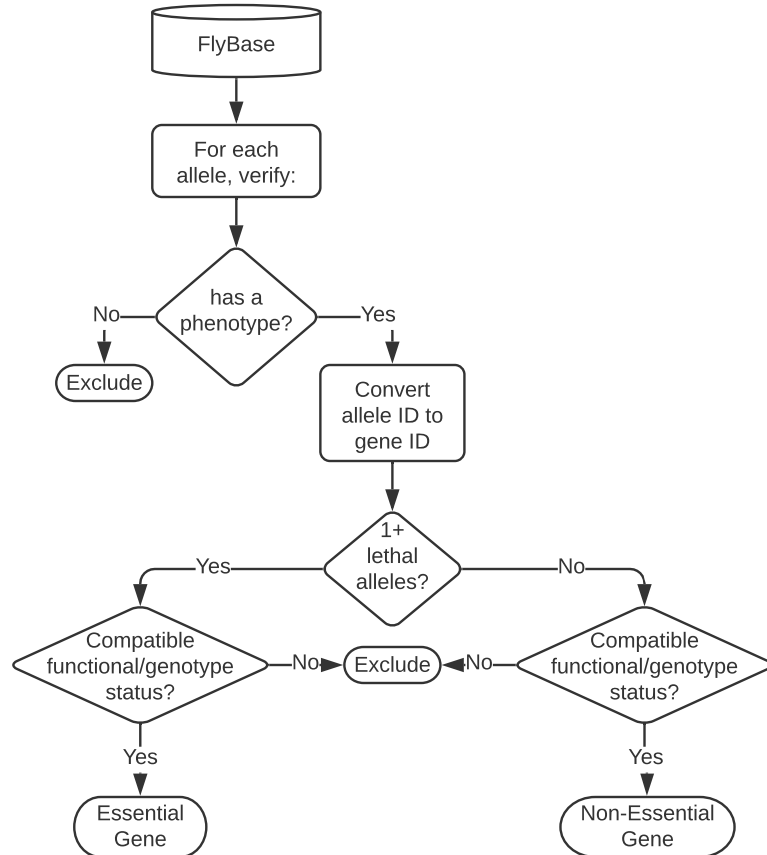 FlyBase
For each
allele, verify:
has a
phenotype?
No
Yes
Exclude
Convert
allele ID to
gene ID
1+
lethal
alleles?
Yes
No
Compatible
functional/genotype
status?
No
Exclude
No
Compatible
functional/genotype
status?
Yes
Yes
Essential
Gene
Non-Essential
Gene